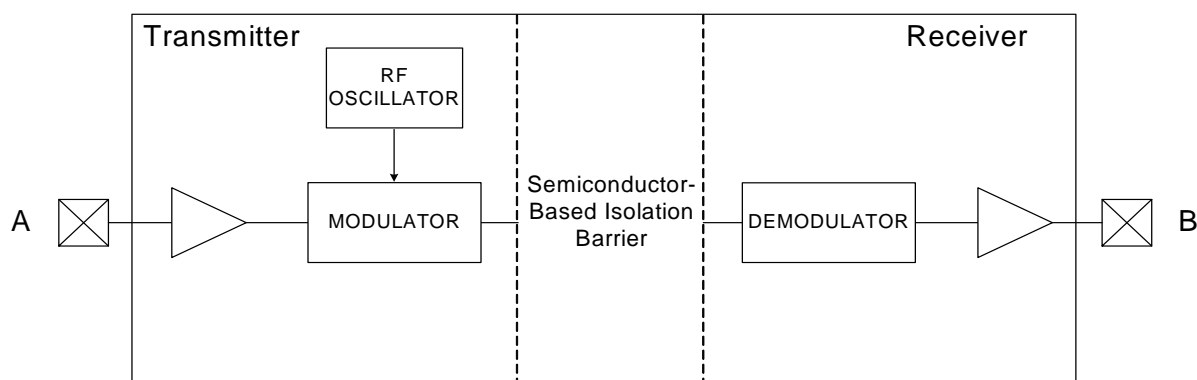 Transmitter
Receiver
RF
OSCILLATOR
MODULATOR
Semiconductor-
Based Isolation
Barrier
DEMODULATOR
A
B